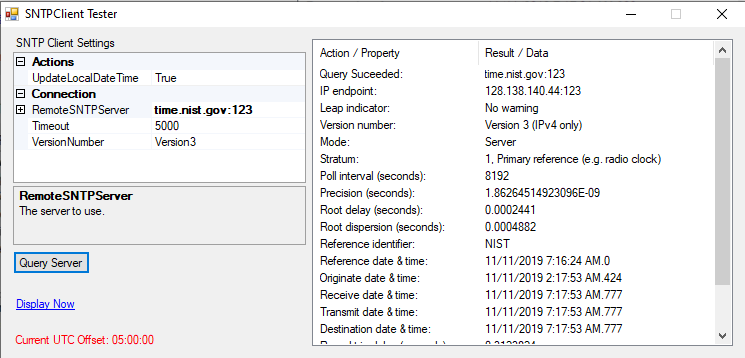 SNTPClient Tester
SNTP Client Settings
Actions
UpdateLocalDateTime True
Connection
RemoteSNTPServer time.nist.gov:123
Timeout 5000
VersionNumber Version3
RemoteSNTPServer
The server to use.
Query Server
Display Now
Current UTC Offset: 05:00:00
Action / Property Result / Data
Query Suceeded: time.nist.gov:123
IP endpoint: 128.138.140.44:123
Leap indicator: No warning
Version number: Version 3 (IPv4 only)
Mode: Server
Stratum: 1, Primary reference (e.g. radio clock)
Poll interval (seconds): 8192
Precision (seconds): 1.86264514923096E-09
Root delay (seconds): 0.0002441
Root dispersion (seconds): 0.0004882
Reference identifier: NIST
Reference date & time: 11/11/2019 7:16:24 AM.0
Originate date & time: 11/11/2019 2:17:53 AM.424
Receive date & time: 11/11/2019 7:17:53 AM.777
Transmit date & time: 11/11/2019 7:17:53 AM.777
Destination date & time: 11/11/2019 7:17:53 AM.777